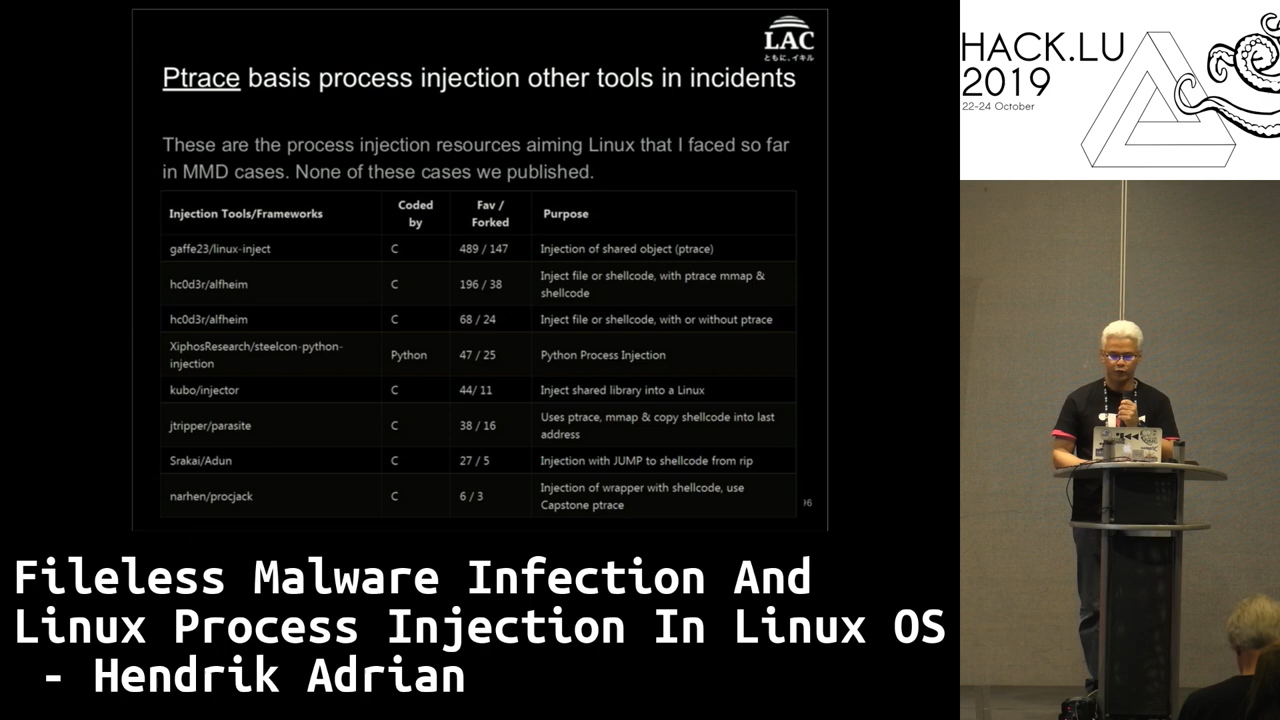 LAC
ともに、イキル
Ptrace basis process injection other tools in incidents
These are the process injection resources aiming Linux that I faced so far
in MMD cases. None of these cases we published.
Injection Tools/Frameworks Coded by Fav / Forked Purpose
gaffe23/linux-inject C 489 / 147 Injection of shared object (ptrace)
hc0d3r/alfheim C 196 / 38 Inject file or shellcode, with ptrace mmap & shellcode
hc0d3r/alfheim C 68 / 24 Inject file or shellcode, with or without ptrace
XiphosResearch/steelcon-python-injection Python 47 / 25 Python Process Injection
kubo/injector C 44/ 11 Inject shared library into a Linux
jtripper/parasite C 38 / 16 Uses ptrace, mmap & copy shellcode into last address
Srakai/Adun C 27 / 5 Injection with JUMP to shellcode from rip
narhen/procjack C 6 / 3 Injection of wrapper with shellcode, use Capstone ptrace
HACK.LU
2019
22-24 October
Fileless Malware Infection And
Linux Process Injection In Linux OS
- Hendrik Adrian